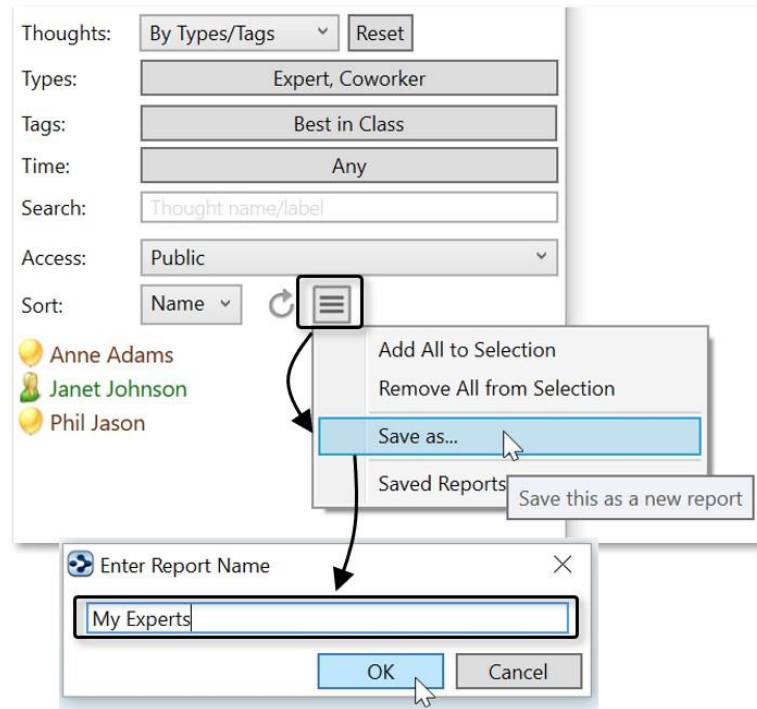 Thoughts: By Types/Tags Reset
Types: Expert, Coworker
Tags: Best in Class
Time: Any
Search: Thought name/label
Access: Public
Sort: Name
Anne Adams
Janet Johnson
Phil Jason
Add All to Selection
Remove All from Selection
Save as...
Saved Reports
Save this as a new report
Enter Report Name
My Experts
OK Cancel